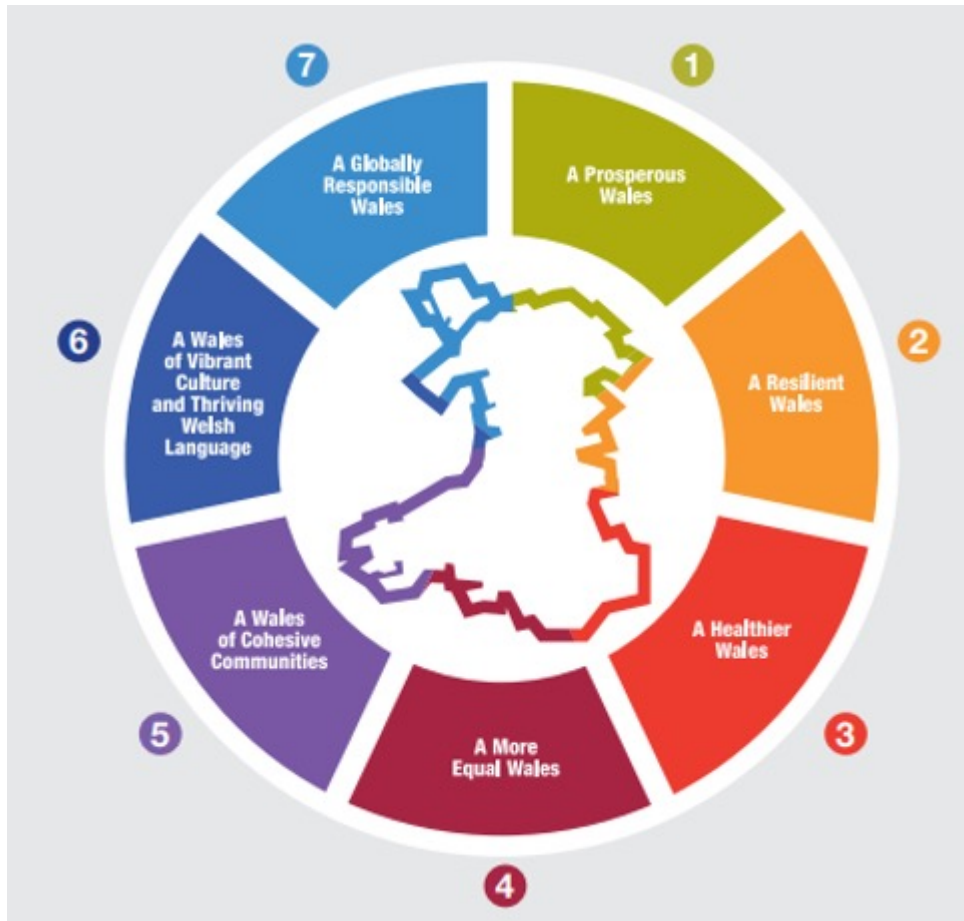 1
A Prosperous
Wales
2
A Resilient
Wales
3
A Healthier
Wales
4
A More
Equal Wales
5
A Wales
of Cohesive
Communities
6
A Wales
of Vibrant
Culture
and Thriving
Welsh
Language
7
A Globally
Responsible
Wales